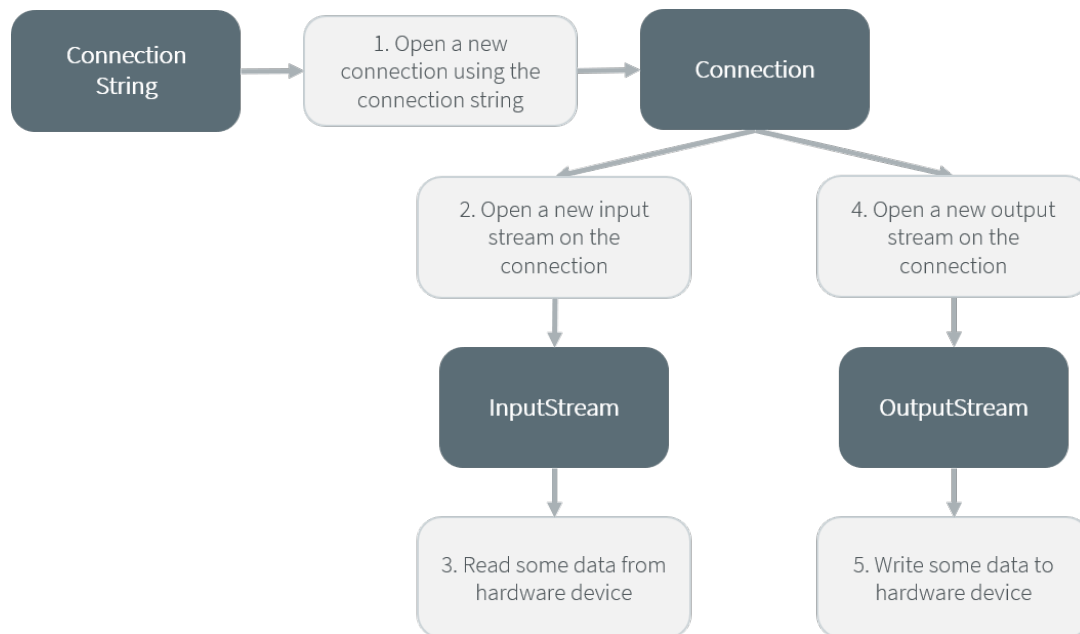 Connection
String
1. Open a new
connection using the
connection string
Connection
2. Open a new input
stream on the
connection
4. Open a new output
stream on the
connection
InputStream
OutputStream
3. Read some data from
hardware device
5. Write some data to
hardware device